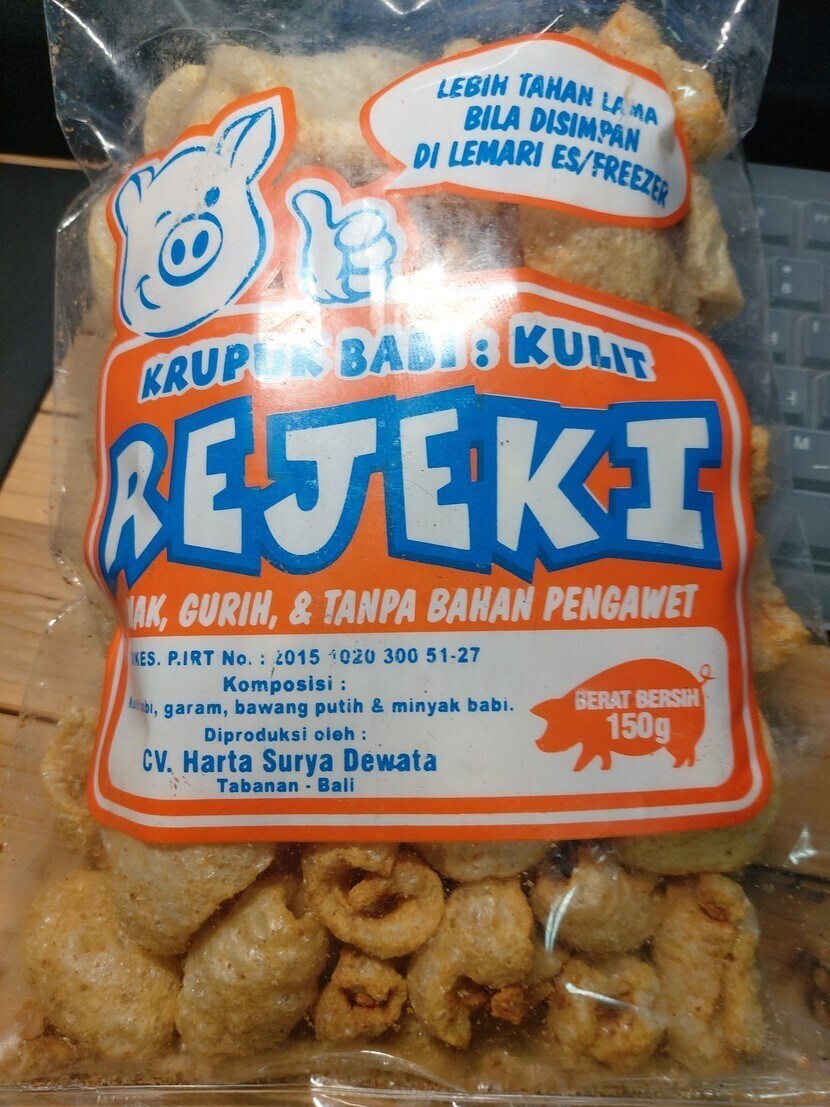 LEBIH TAHAN LAMA
BILA DISIMPAN
DI LEMARI ES/FREEZER
KRUPUK BABI : KULIT
REJEKI
GURIH, & TANPA BAHAN PENGAWET
P.IRT No. : 2015 1020 300 51-27
Komposisi :
garam, bawang putih & minyak babi.
Diproduksi oleh :
CV. Harta Surya Dewata
Tabanan - Bali
BERAT BERSIH
150g